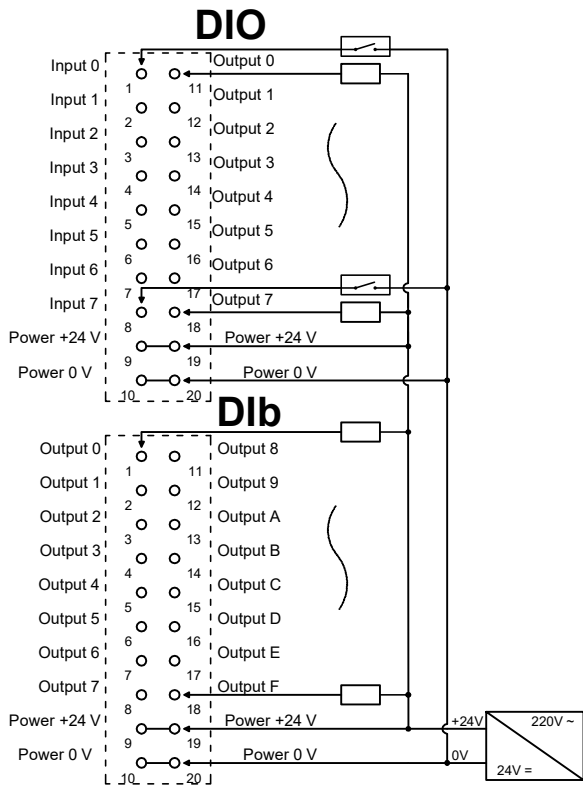 DIO
Input 0 Output 0
1 11
Input 1 Output 1
2 12
Input 2 Output 2
3 13
Input 3 Output 3
4 14
Input 4 Output 4
5 15
Input 5 Output 5
6 16
Input 6 Output 6
7 17
Input 7 Output 7
8 18
Power +24 V Power +24 V
9 19
Power 0 V Power 0 V
10 20
DIb
Output 0 Output 8
1 11
Output 1 Output 9
2 12
Output 2 Output A
3 13
Output 3 Output B
4 14
Output 4 Output C
5 15
Output 5 Output D
6 16
Output 6 Output E
7 17
Output 7 Output F
8 18
Power +24 V Power +24 V +24V 220V ~
9 19
Power 0 V Power 0 V 0V
10 20 24V =